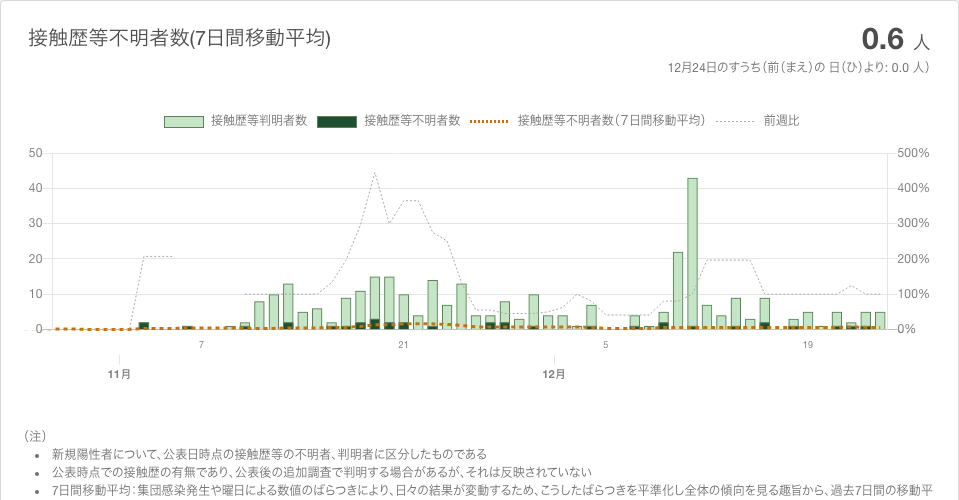 接触歴等不明者数(7日間移動平均)
0.6 人
12月24日のすうち（前（まえ）の 日（ひ）より: 0.0 人）
接触歴等判明者数 接触歴等不明者数 接触歴等不明者数（７日間移動平均） 前週比
50 500%
40 400%
30 300%
20 200%
10 100%
0 0%
7 21 5 19
11月 12月
（注）
• 新規陽性者について、公表日時点の接触歴等の不明者、判明者に区分したものである
• 公表時点での接触歴の有無であり、公表後の追加調査で判明する場合があるが、それは反映されていない
• 7日間移動平均：集団感染発生や曜日による数値のばらつきにより、日々の結果が変動するため、こうしたばらつきを平準化し全体の傾向を見る趣旨から、過去7日間の移動平